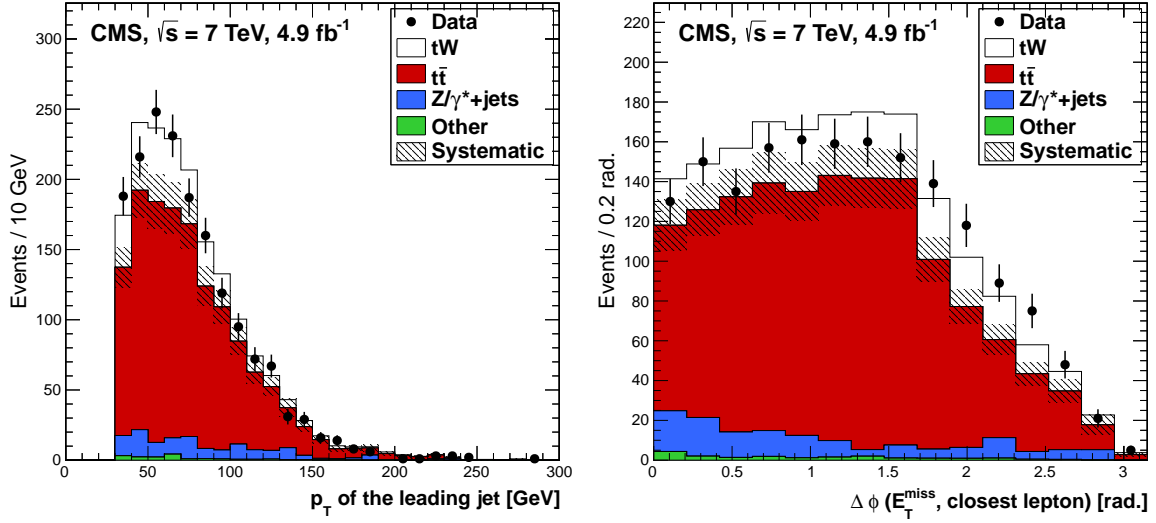 CMS, √s = 7 TeV, 4.9 fb⁻¹
Data
tW
tt̄
Z/γ*+jets
Other
Systematic
Events / 10 GeV
300
250
200
150
100
50
0
0 50 100 150 200 250 300
p_T of the leading jet [GeV]
CMS, √s = 7 TeV, 4.9 fb⁻¹
Data
tW
tt̄
Z/γ*+jets
Other
Systematic
Events / 0.2 rad.
220
200
180
160
140
120
100
80
60
40
20
0
0 0.5 1 1.5 2 2.5 3
Δ ϕ (E_T^miss, closest lepton) [rad.]